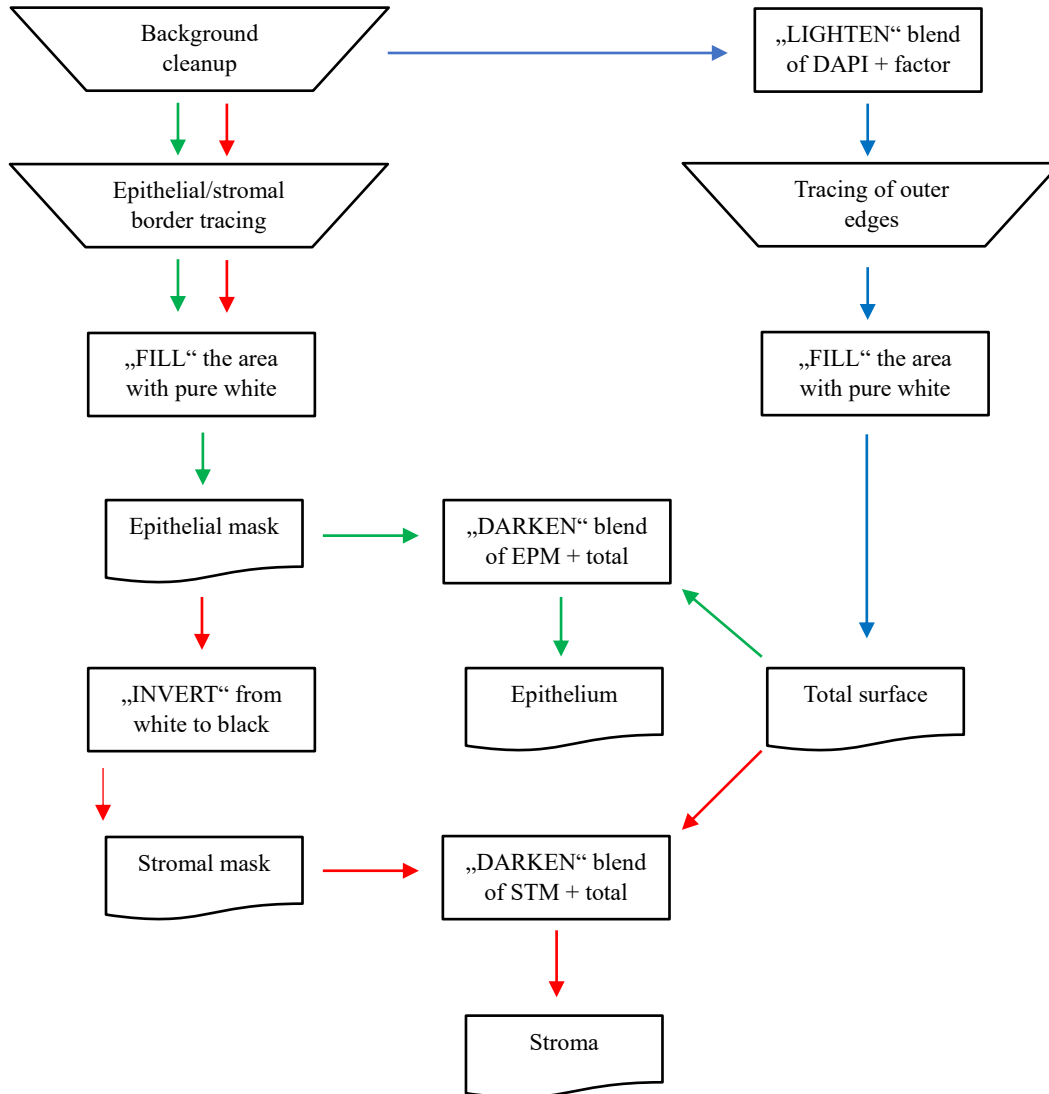 Background
cleanup
„LIGHTEN“ blend
of DAPI + factor
Epithelial/stromal
border tracing
Tracing of outer
edges
„FILL“ the area
with pure white
„FILL“ the area
with pure white
Epithelial mask
„DARKEN“ blend
of EPM + total
„INVERT“ from
white to black
Epithelium
Total surface
Stromal mask
„DARKEN“ blend
of STM + total
Stroma